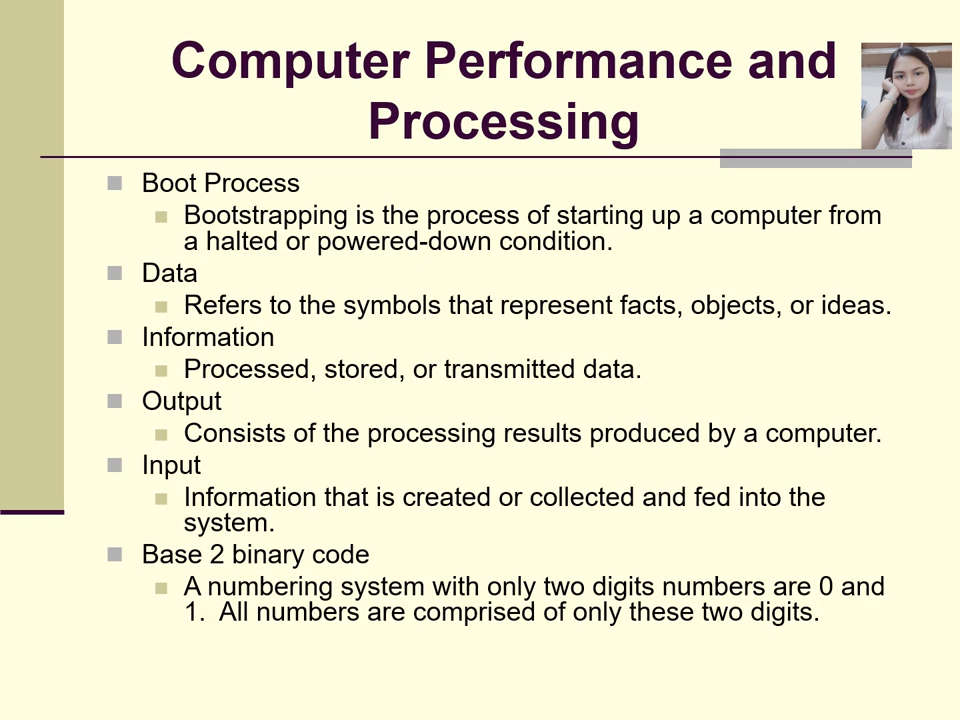 Computer Performance and
Processing
Boot Process
Bootstrapping is the process of starting up a computer from
a halted or powered-down condition.
Data
Refers to the symbols that represent facts, objects, or ideas.
Information
Processed, stored, or transmitted data.
Output
Consists of the processing results produced by a computer.
Input
Information that is created or collected and fed into the
system.
Base 2 binary code
A numbering system with only two digits numbers are 0 and
1.  All numbers are comprised of only these two digits.